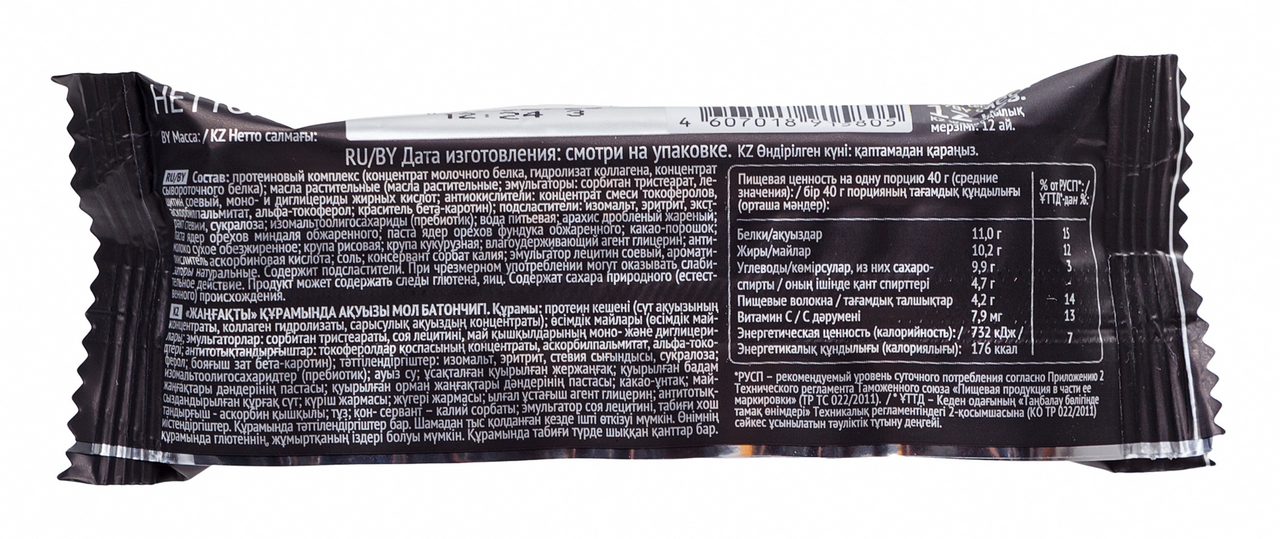 BY Масса: / KZ Нетто салмағы:
12 24 3
4 607018
мерзімі: 12 ай.
RU/BY Дата изготовления: смотри на упаковке. KZ Өндірілген күні: қаптамадан қараңыз.
RU/BY Состав: протеиновый комплекс (концентрат молочного белка, гидролизат коллагена, концентрат
сывороточного белка); масла растительные (масла растительные; эмульгаторы: сорбитан тристеарат, ле-
цитин соевый, моно- и диглицериды жирных кислот; антиокислители: концентрат смеси токоферолов,
аскорбилпальмитат, альфа-токоферол; краситель бета-каротин); подсластители: изомальт, эритрит, экст-
стевии, сукралоза; изомальтоолигосахариды (пребиотик); вода питьевая; арахис дробленый жареный;
паста ядер орехов миндаля обжаренного; паста ядер орехов фундука обжаренного; какао-порошок;
молоко сухое обезжиренное; крупа рисовая; крупа кукурузная; влагоудерживающий агент глицерин; анти-
окислитель аскорбиновая кислота; соль; консервант сорбат калия; эмульгатор лецитин соевый; аромати-
заторы натуральные. Содержит подсластители. При чрезмерном употреблении могут оказывать слаби-
тельное действие. Продукт может содержать следы глютена, яиц. Содержат сахара природного (естест-
венного) происхождения.
KZ «ЖАҢҒАҚТЫ» ҚҰРАМЫНДА АҚУЫЗЫ МОЛ БАТОНЧИГІ. Құрамы: протеин кешені (сүт ақуызының
концентраты, коллаген гидролизаты, сарысулық ақуыздың концентраты); өсімдік майлары (өсімдік май-
лары; эмульгаторлар: сорбитан тристеараты, соя лецитині, май қышқылдарының моно- және диглицери-
дтері; антитотықтандырғыштар: токоферолдар қоспасының концентраты, аскорбилпальмитат, альфа-токо-
ферол; бояғыш зат бета-каротин); тәттілендіргіштер: изомальт, эритрит, стевия сығындысы, сукралоза;
изомальтоолигосахаридтер (пребиотик); ауыз су; ұсақталған қуырылған жержаңғақ; қуырылған бадам
жаңғақтары дәндерінің пастасы; қуырылған орман жаңғақтары дәндерінің пастасы; какао-ұнтақ; май-
сыздандырылған құрғақ сүт; күріш жармасы; жүгері жармасы; ылғал ұстағыш агент глицерин; антитотық-
тандырғыш - аскорбин қышқылы; тұз; кон- сервант – калий сорбаты; эмульгатор соя лецитині, табиғи хош
иістендіргіштер. Құрамында тәттілендіргіштер бар. Шамадан тыс қолданған кезде ішті өткізуі мүмкін. Өнімнің
құрамында глютеннің, жұмыртқаның іздері болуы мүмкін. Құрамында табиғи түрде шыққан қанттар бар.
Пищевая ценность на одну порцию 40 г (средние
значения): / бір 40 г порцияның тағамдық құндылығы
(орташа мәндер):
% от РУСП*: /
ҰТТД*-дан %:
Белки/ақуыздар 11,0 г 15
Жиры/майлар 10,2 г 12
Углеводы/көмірсулар, из них сахаро- 9,9 г 3
спирты / оның ішінде қант спирттері 4,7 г -
Пищевые волокна / тағамдық талшықтар 4,2 г 14
Витамин С / С дәрумені 7,9 мг 13
Энергетическая ценность (калорийность): / 732 кДж / 7
Энергетикалық құндылығы (калориялығы): 176 ккал
*РУСП – рекомендуемый уровень суточного потребления согласно Приложению 2
Технического регламента Таможенного союза «Пищевая продукция в части ее
маркировки» (ТР ТС 022/2011). / * ҰТТД – Кеден одағының «Таңбалау бөлігінде
тамақ өнімдері» Техникалық регламентіндегі 2-қосымшасына (КО ТР 022/2011)
сәйкес ұсынылатын тәуліктік тұтыну деңгейі.